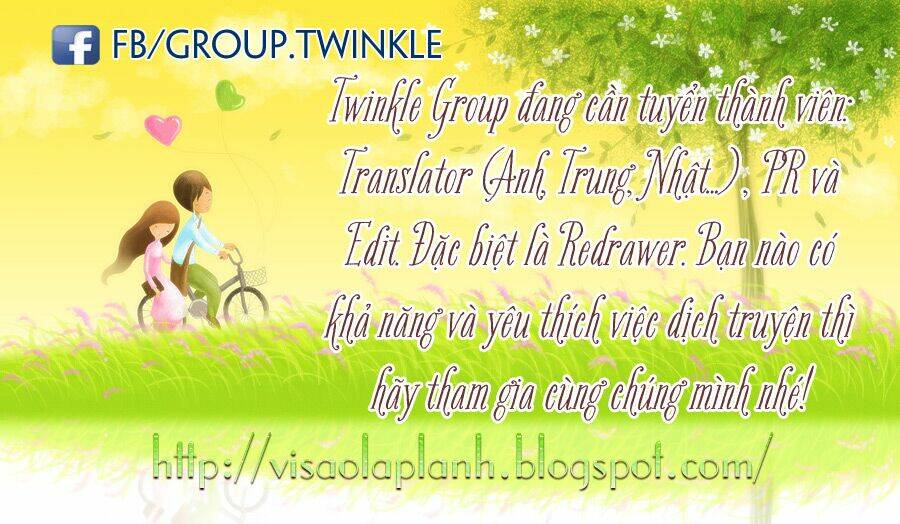 FB/GROUP.TWINKLE
Twinkle Group đang cần tuyển thành viên:
Translator (Anh, Trung, Nhật...) , PR và
Edit. Đặc biệt là Redrawer. Bạn nào có
khả năng và yêu thích việc dịch truyện thì
hãy tham gia cùng chúng mình nhé!
http://visaolaplanh.blogspot.com/